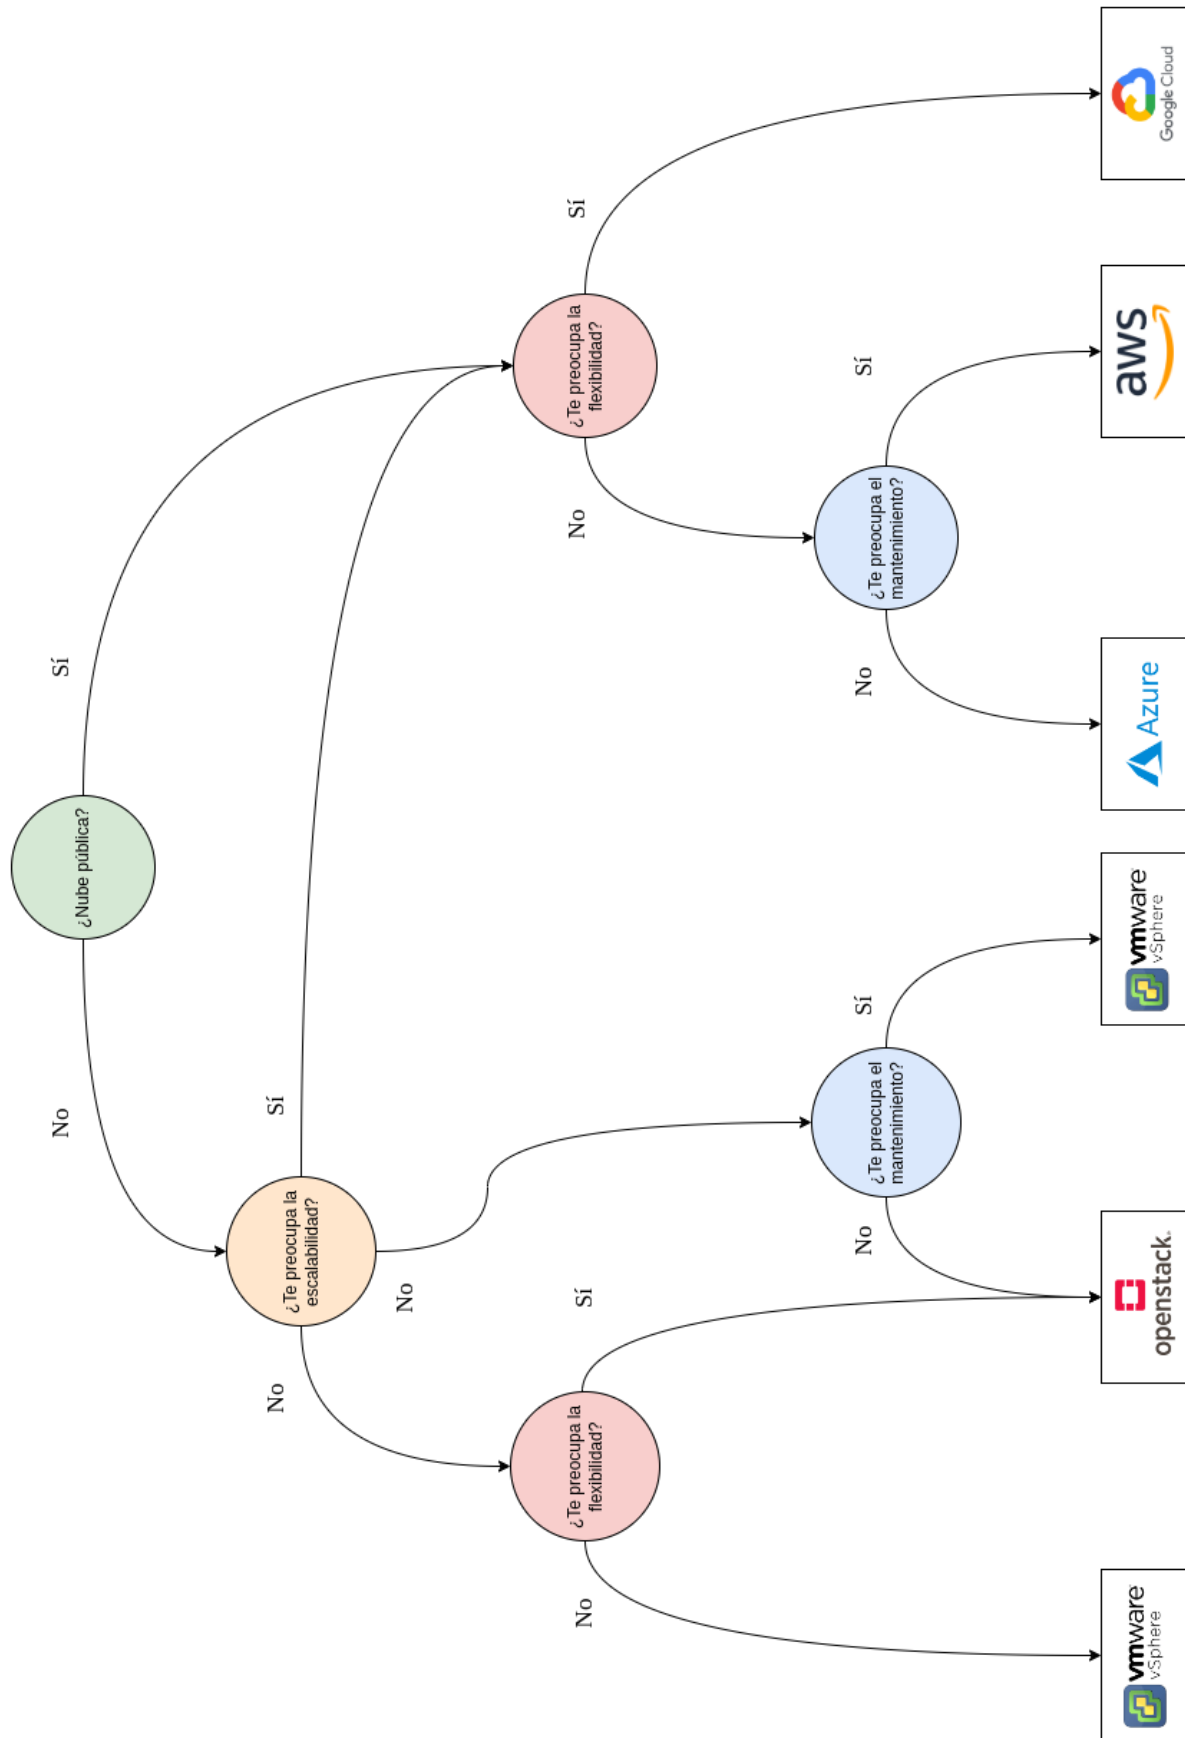 ¿Nube pública?
No
Sí
¿Te preocupa la
escalabilidad?
No
No
Sí
¿Te preocupa la
flexibilidad?
No
Sí
¿Te preocupa la
flexibilidad?
No
Sí
¿Te preocupa el
mantenimiento?
No
Sí
¿Te preocupa el
mantenimiento?
No
Sí
vmware
vSphere
openstack.
vmware
vSphere
Azure
aws
Google Cloud